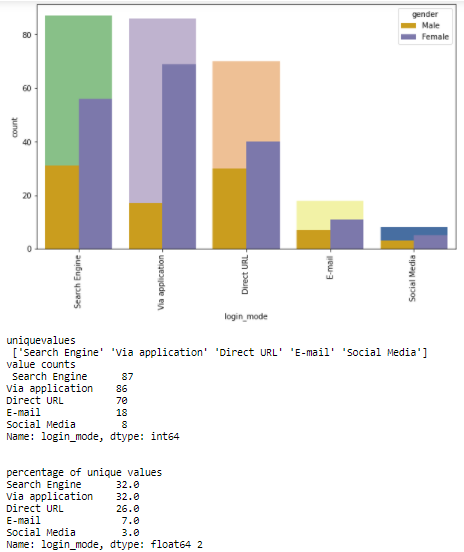 gender
Male
Female
80
60
40
20
0
count
Search Engine
Via application
Direct URL
E-mail
Social Media
login_mode
uniquevalues
['Search Engine' 'Via application' 'Direct URL' 'E-mail' 'Social Media']
value counts
Search Engine 87
Via application 86
Direct URL 70
E-mail 18
Social Media 8
Name: login_mode, dtype: int64
percentage of unique values
Search Engine 32.0
Via application 32.0
Direct URL 26.0
E-mail 7.0
Social Media 3.0
Name: login_mode, dtype: float64 2